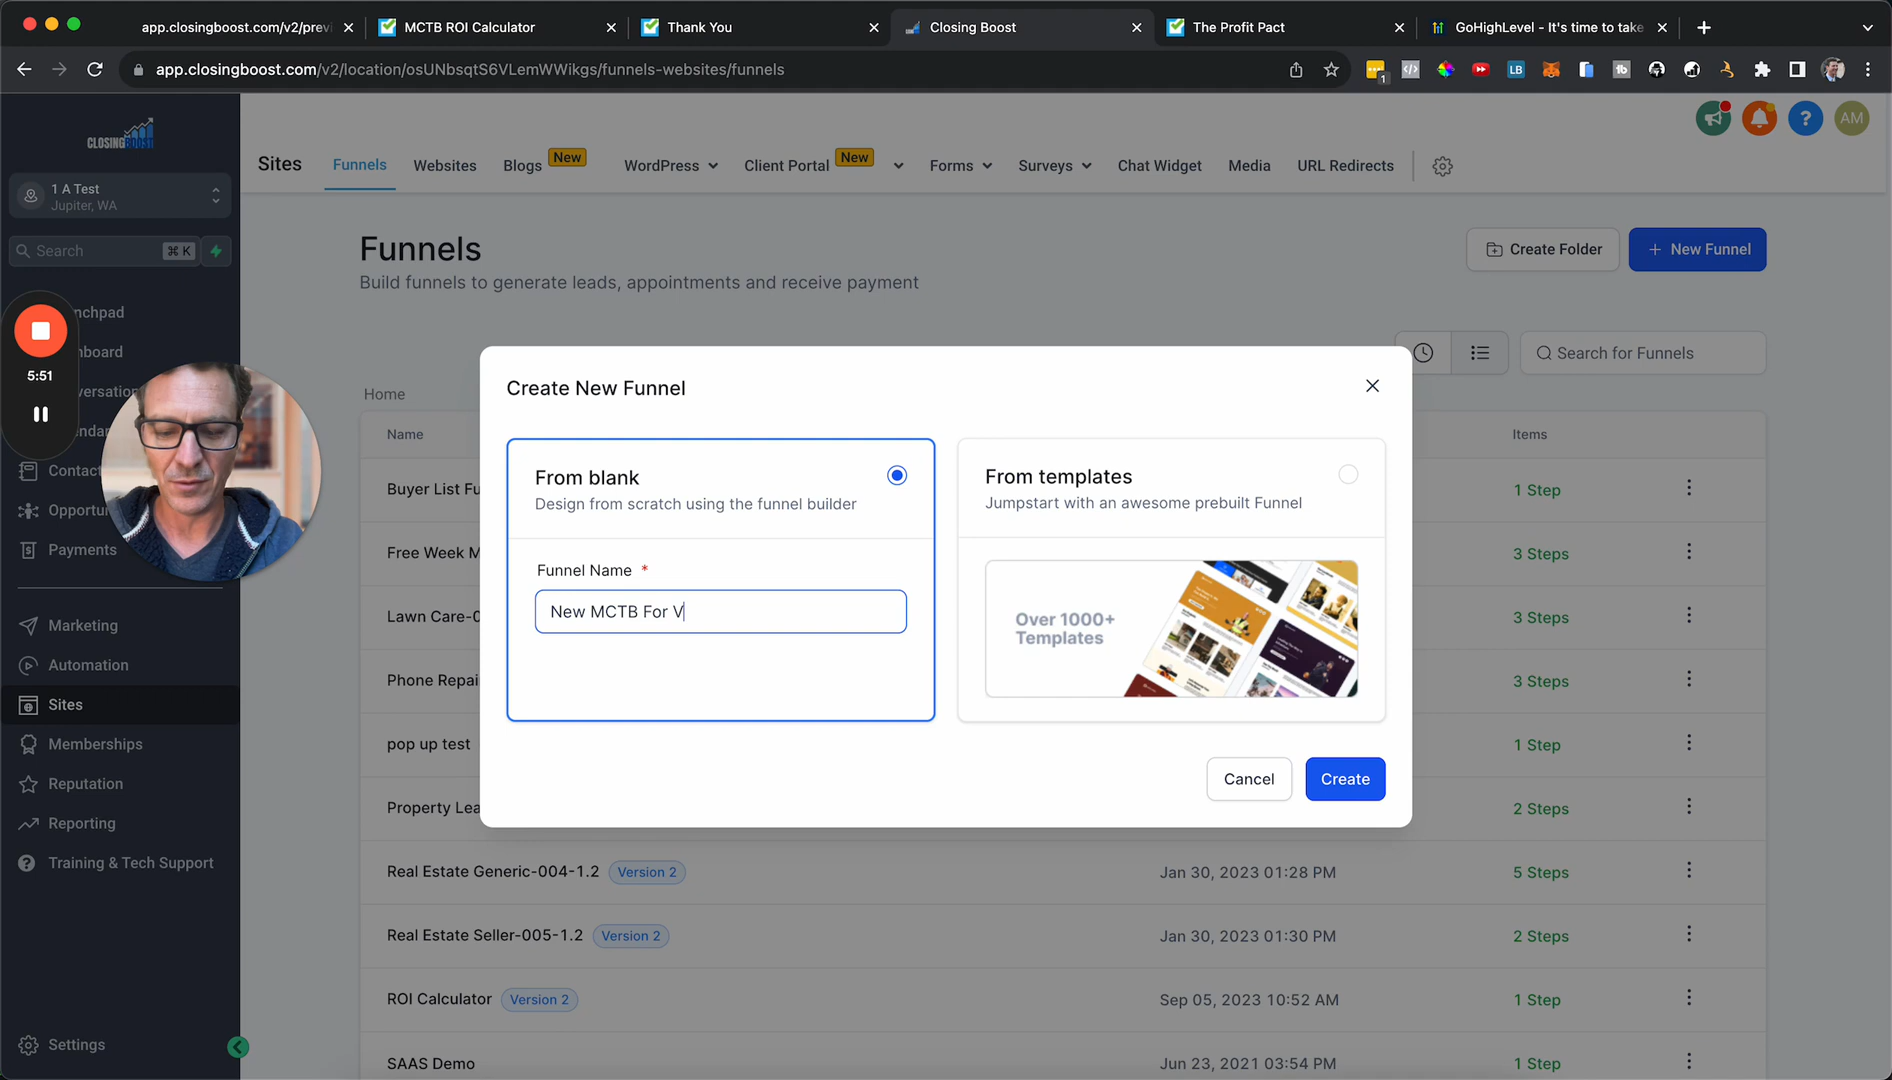 app.closingboost.com/v2/previ
MCTB ROI Calculator
Thank You
Closing Boost
The Profit Pact
GoHighLevel - It's time to take
app.closingboost.com/v2/location/osUNbsqtS6VLemWWikgs/funnels-websites/funnels
1
LB
CLOSINGBOOST
1 A Test
Jupiter, WA
Search
⌘ K
Sites
Funnels
Websites
Blogs
New
WordPress
Client Portal
New
Forms
Surveys
Chat Widget
Media
URL Redirects
?
AM
Funnels
Build funnels to generate leads, appointments and receive payment
Create Folder
+ New Funnel
Search for Funnels
nchpad
hboard
versation
endar
Contact
Opportun
Payments
Marketing
Automation
Sites
Memberships
Reputation
Reporting
Training & Tech Support
Settings
5:51
Home
Name
Items
Buyer List Fu
1 Step
Free Week M
3 Steps
Lawn Care-0
3 Steps
Phone Repai
3 Steps
pop up test
1 Step
Property Lea
2 Steps
Real Estate Generic-004-1.2
Version 2
Jan 30, 2023 01:28 PM
5 Steps
Real Estate Seller-005-1.2
Version 2
Jan 30, 2023 01:30 PM
2 Steps
ROI Calculator
Version 2
Sep 05, 2023 10:52 AM
1 Step
SAAS Demo
Jun 23, 2021 03:54 PM
1 Step
Create New Funnel
From blank
Design from scratch using the funnel builder
Funnel Name *
New MCTB For V
From templates
Jumpstart with an awesome prebuilt Funnel
Over 1000+
Templates
Cancel
Create